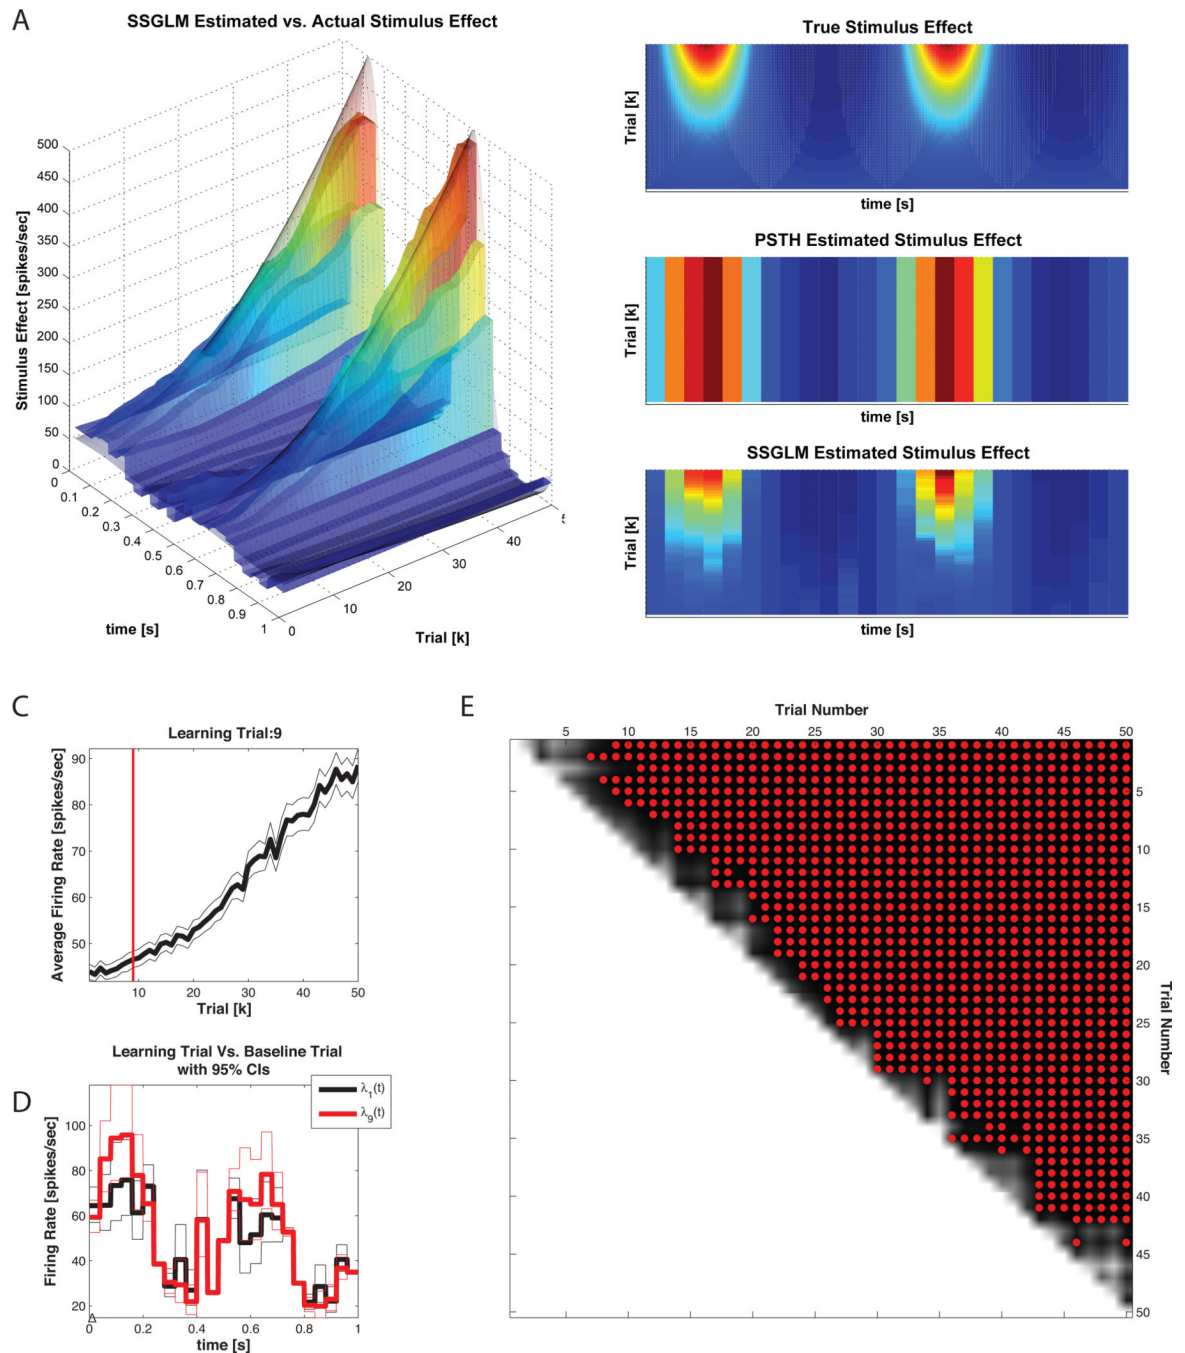 A
SSGLM Estimated vs. Actual Stimulus Effect
Stimulus Effect [spikes/sec]
500
450
400
350
300
250
200
150
100
50
0
0
0.1
0.2
0.3
0.4
0.5
0.6
0.7
0.8
0.9
1
time [s]
0
10
20
30
40
5
Trial [k]
True Stimulus Effect
Trial [k]
time [s]
PSTH Estimated Stimulus Effect
Trial [k]
time [s]
SSGLM Estimated Stimulus Effect
Trial [k]
time [s]
C
Learning Trial:9
Average Firing Rate [spikes/sec]
90
80
70
60
50
10 20 30 40 50
Trial [k]
D
Learning Trial Vs. Baseline Trial
with 95% CIs
λ1(t)
λ9(t)
Firing Rate [spikes/sec]
100
80
60
40
20
0 0.2 0.4 0.6 0.8 1
time [s]
E
Trial Number
5 10 15 20 25 30 35 40 45 50
5
10
15
20
25
30
35
40
45
50
Trial Number